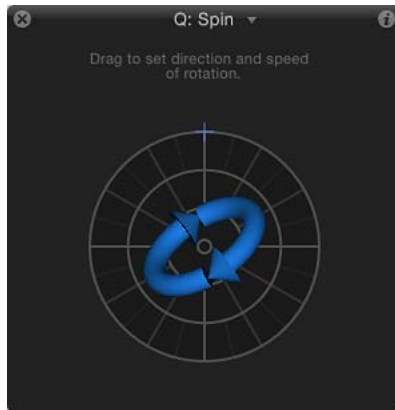 Q: Spin
Drag to set direction and speed
of rotation.